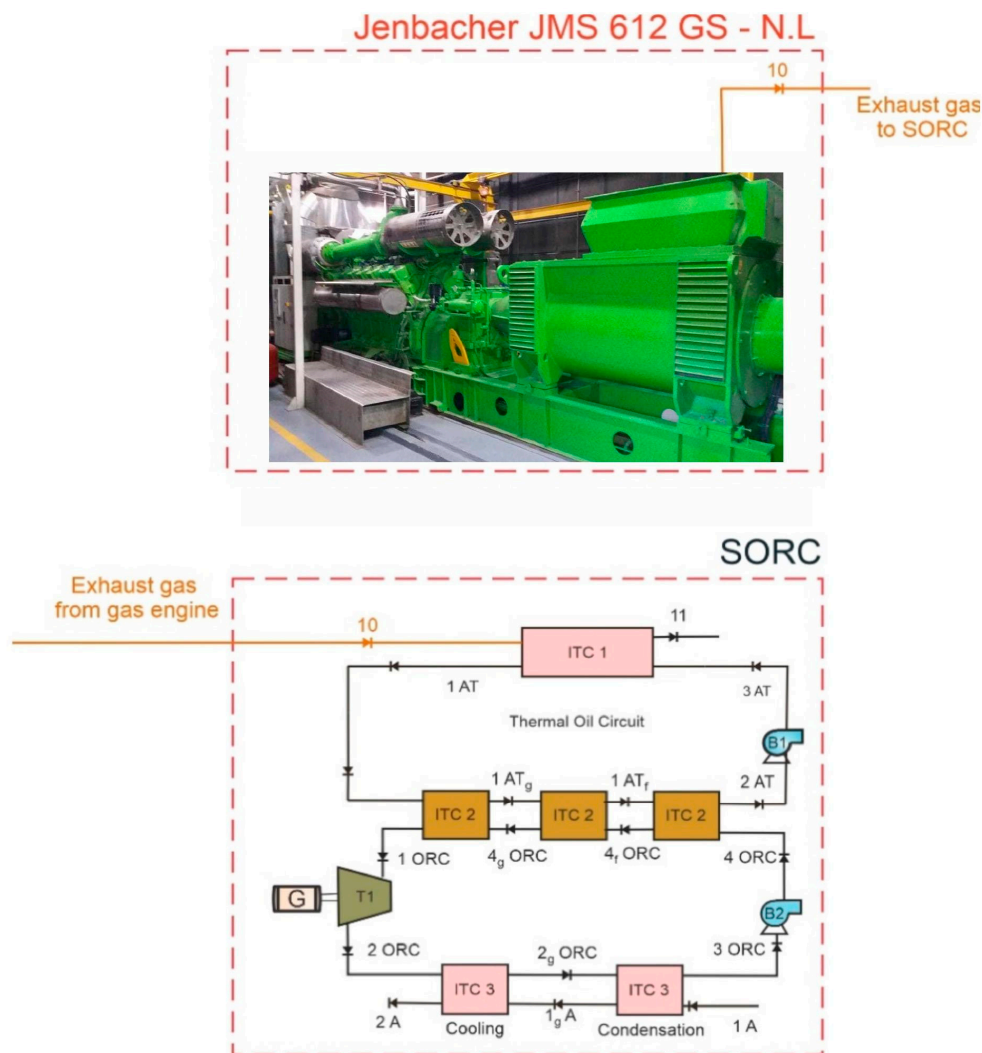 Jenbacher JMS 612 GS - N.L
10
Exhaust gas
to SORC
SORC
Exhaust gas
from gas engine
10
11
ITC 1
1 AT
3 AT
Thermal Oil Circuit
B1
1 ATg
1 ATf
2 AT
ITC 2
ITC 2
ITC 2
1 ORC
4g ORC
4f ORC
4 ORC
G
T1
B2
2 ORC
2g ORC
3 ORC
ITC 3
ITC 3
2 A
Cooling
1g A
Condensation
1 A